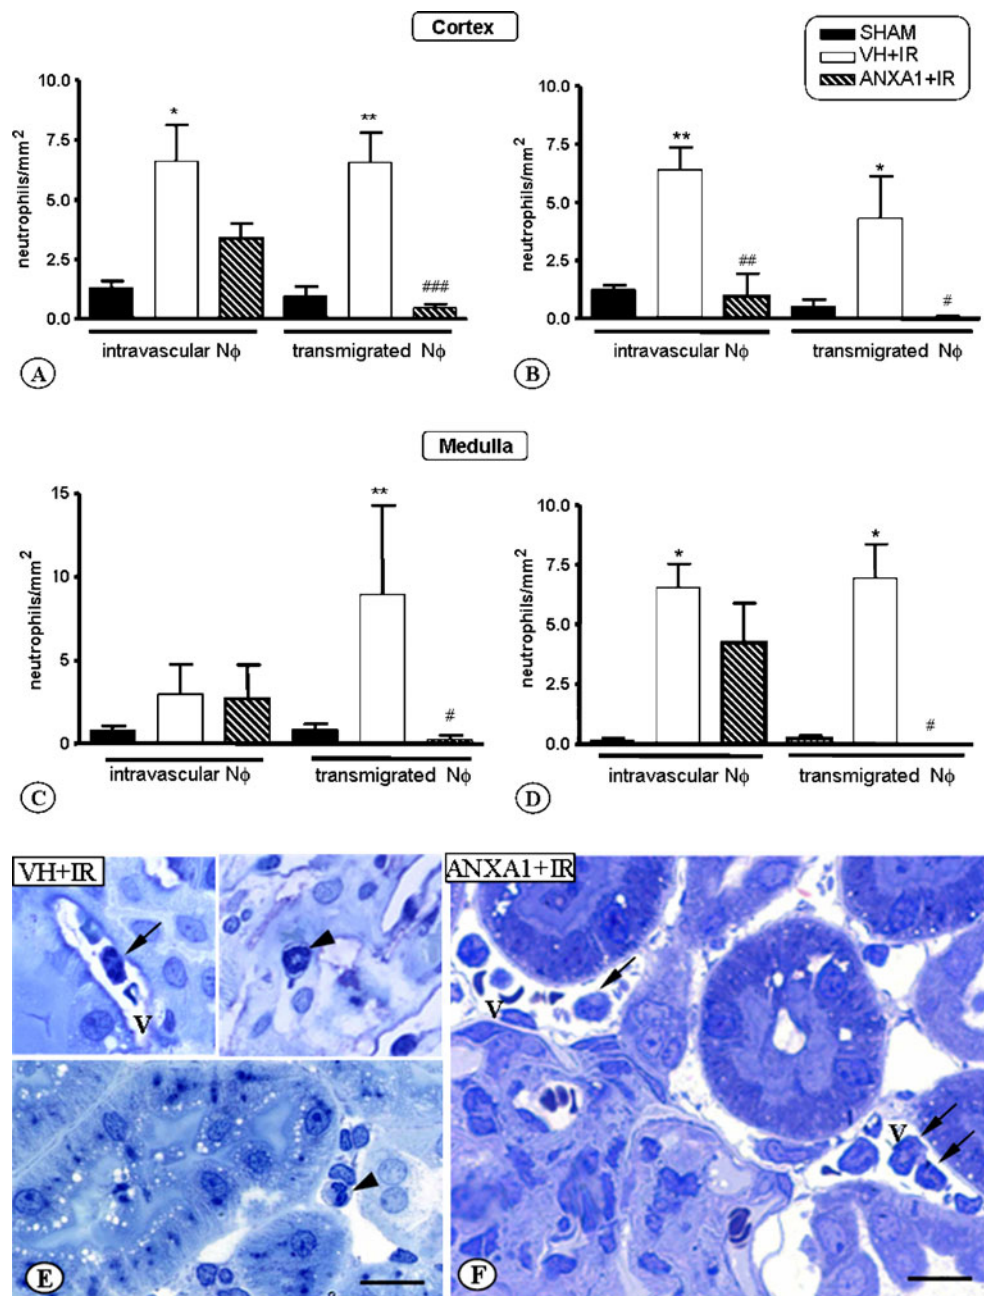 Cortex
SHAM
VH+IR
ANXA1+IR
neutrophils/mm²
10.0
7.5
5.0
2.5
0.0
*
**
###
intravascular Nϕ
transmigrated Nϕ
A
neutrophils/mm²
10.0
7.5
5.0
2.5
0.0
**
##
*
#
intravascular Nϕ
transmigrated Nϕ
B
Medulla
neutrophils/mm²
15
10
5
0
**
#
intravascular Nϕ
transmigrated Nϕ
C
neutrophils/mm²
10.0
7.5
5.0
2.5
0.0
*
*
#
intravascular Nϕ
transmigrated Nϕ
D
VH+IR
V
E
ANXA1+IR
V
V
F